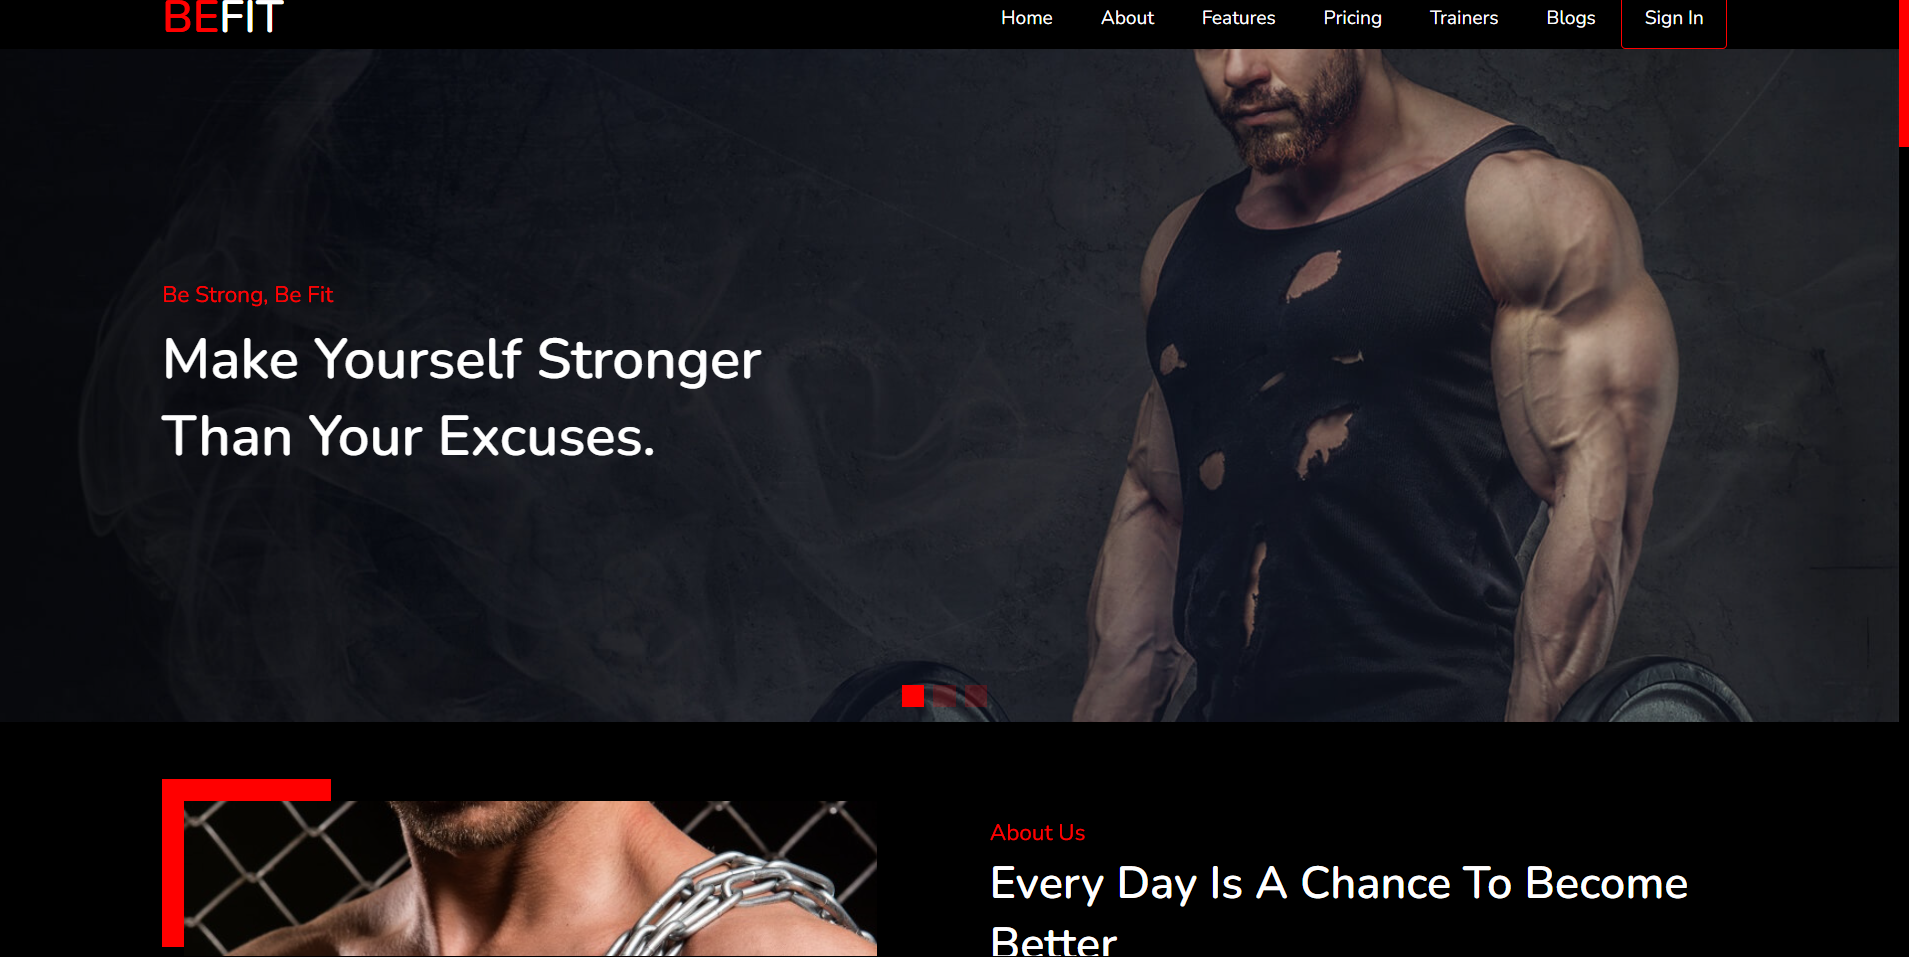 BEFIT
Home About Features Pricing Trainers Blogs Sign In
Be Strong, Be Fit
Make Yourself Stronger
Than Your Excuses.
About Us
Every Day Is A Chance To Become
Better